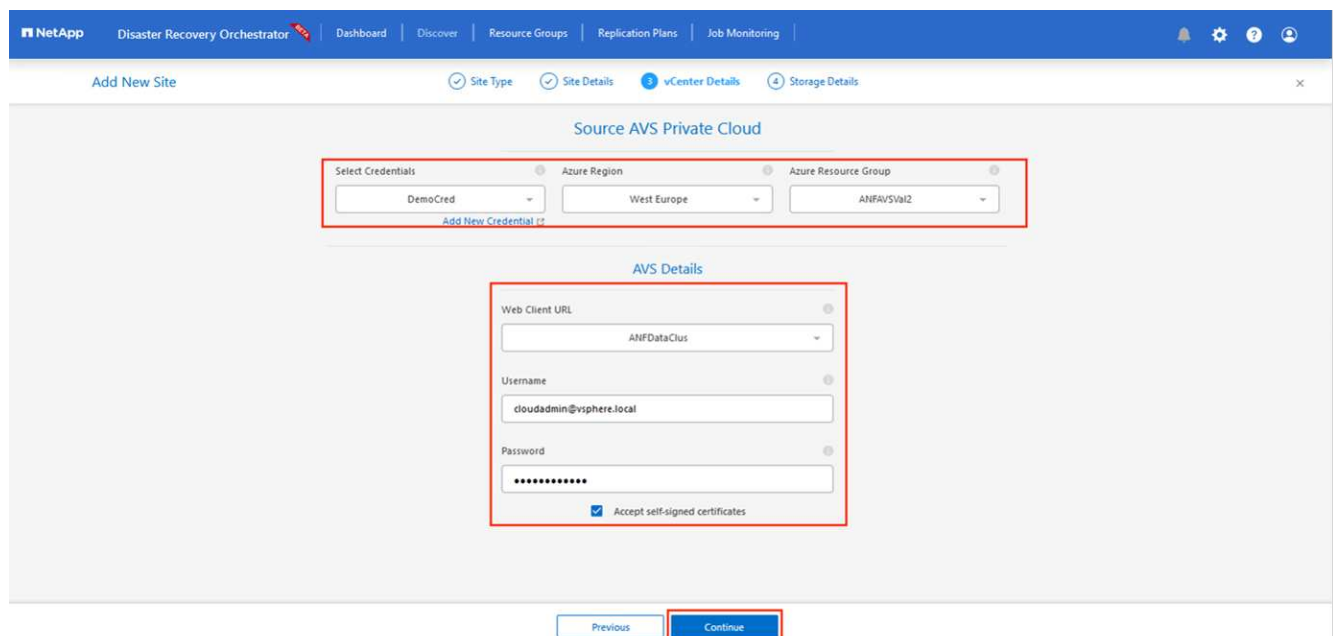 NetApp Disaster Recovery Orchestrator BETA Dashboard Discover Resource Groups Replication Plans Job Monitoring
Add New Site Site Type Site Details 3 vCenter Details 4 Storage Details
Source AVS Private Cloud
Select Credentials Azure Region Azure Resource Group
DemoCred West Europe ANFAVSVal2
Add New Credential
AVS Details
Web Client URL
ANFDataClus
Username
cloudadmin@vsphere.local
Password
••••••••••••
Accept self-signed certificates
Previous Continue